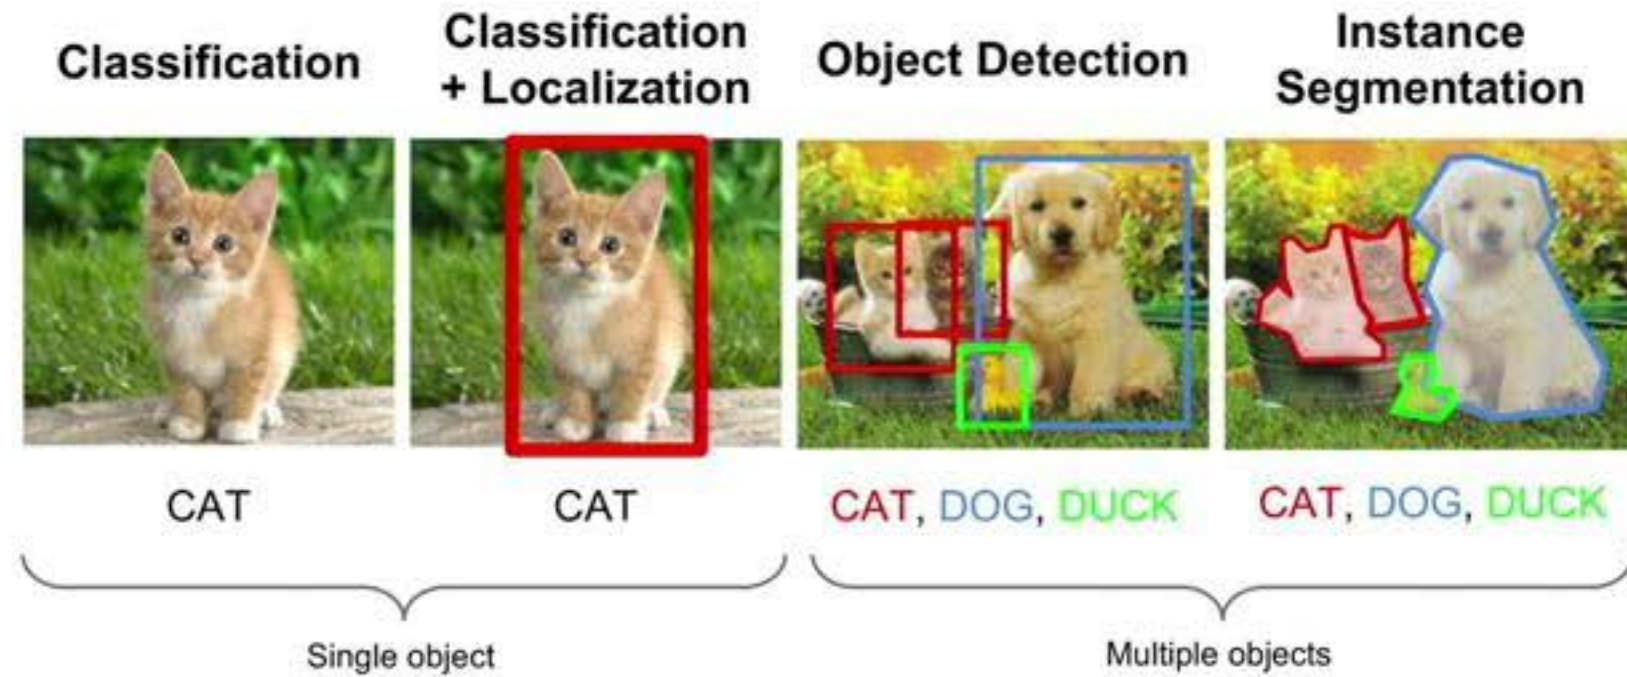 Classification
Classification
+ Localization
Object Detection
Instance
Segmentation
CAT
CAT
CAT, DOG, DUCK
CAT, DOG, DUCK
Single object
Multiple objects